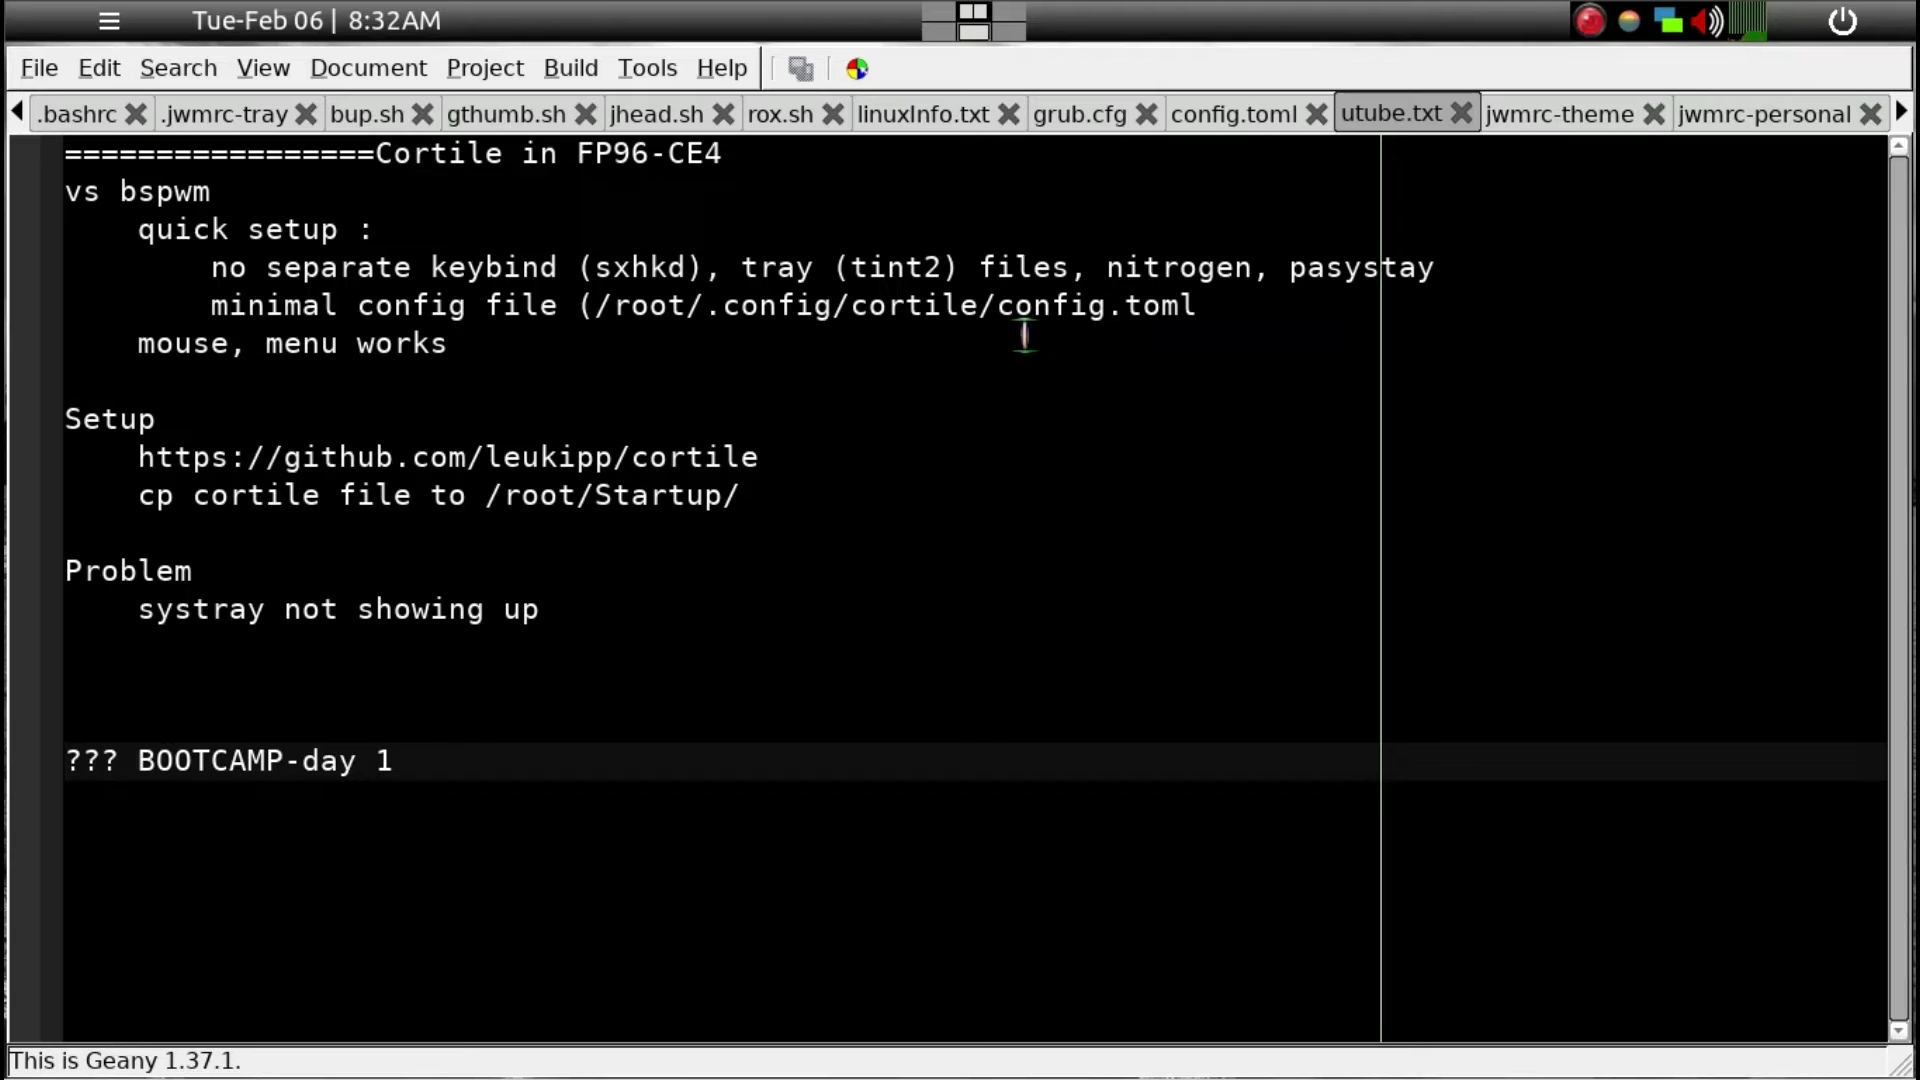 Tue-Feb 06 | 8:32AM
File Edit Search View Document Project Build Tools Help
.bashrc .jwmrc-tray bup.sh gthumb.sh jhead.sh rox.sh linuxInfo.txt grub.cfg config.toml utube.txt jwmrc-theme jwmrc-personal
=================Cortile in FP96-CE4
vs bspwm
quick setup :
no separate keybind (sxhkd), tray (tint2) files, nitrogen, pasystay
minimal config file (/root/.config/cortile/config.toml
mouse, menu works
Setup
https://github.com/leukipp/cortile
cp cortile file to /root/Startup/
Problem
systray not showing up
??? BOOTCAMP-day 1
This is Geany 1.37.1.